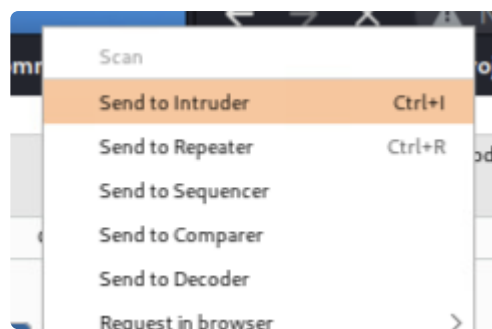 Scan
Send to Intruder Ctrl+I
Send to Repeater Ctrl+R
Send to Sequencer
Send to Comparer
Send to Decoder
Request in browser